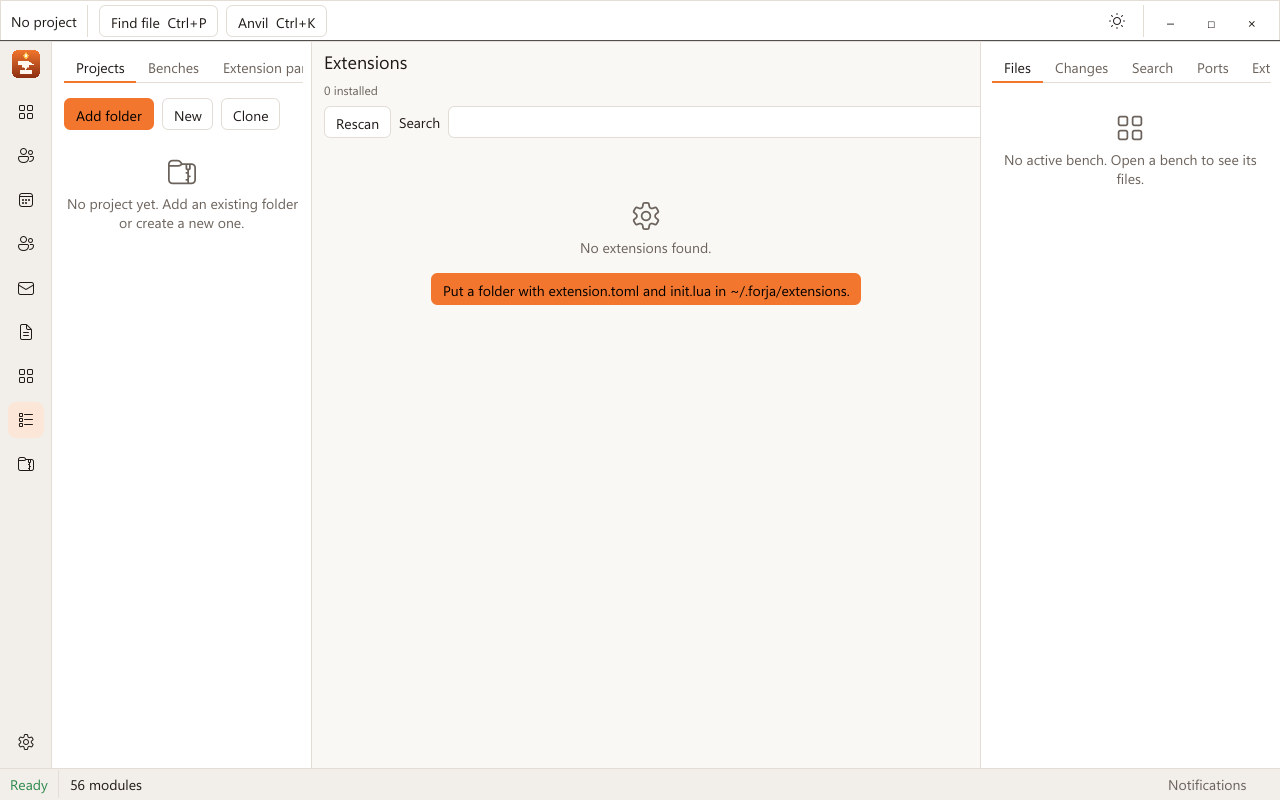 No project
Find file Ctrl+P
Anvil Ctrl+K
Projects
Benches
Extension par
Add folder
New
Clone
No project yet. Add an existing folder
or create a new one.
Extensions
0 installed
Rescan
Search
No extensions found.
Put a folder with extension.toml and init.lua in ~/.forja/extensions.
Files
Changes
Search
Ports
Ext
No active bench. Open a bench to see its
files.
Ready
56 modules
Notifications